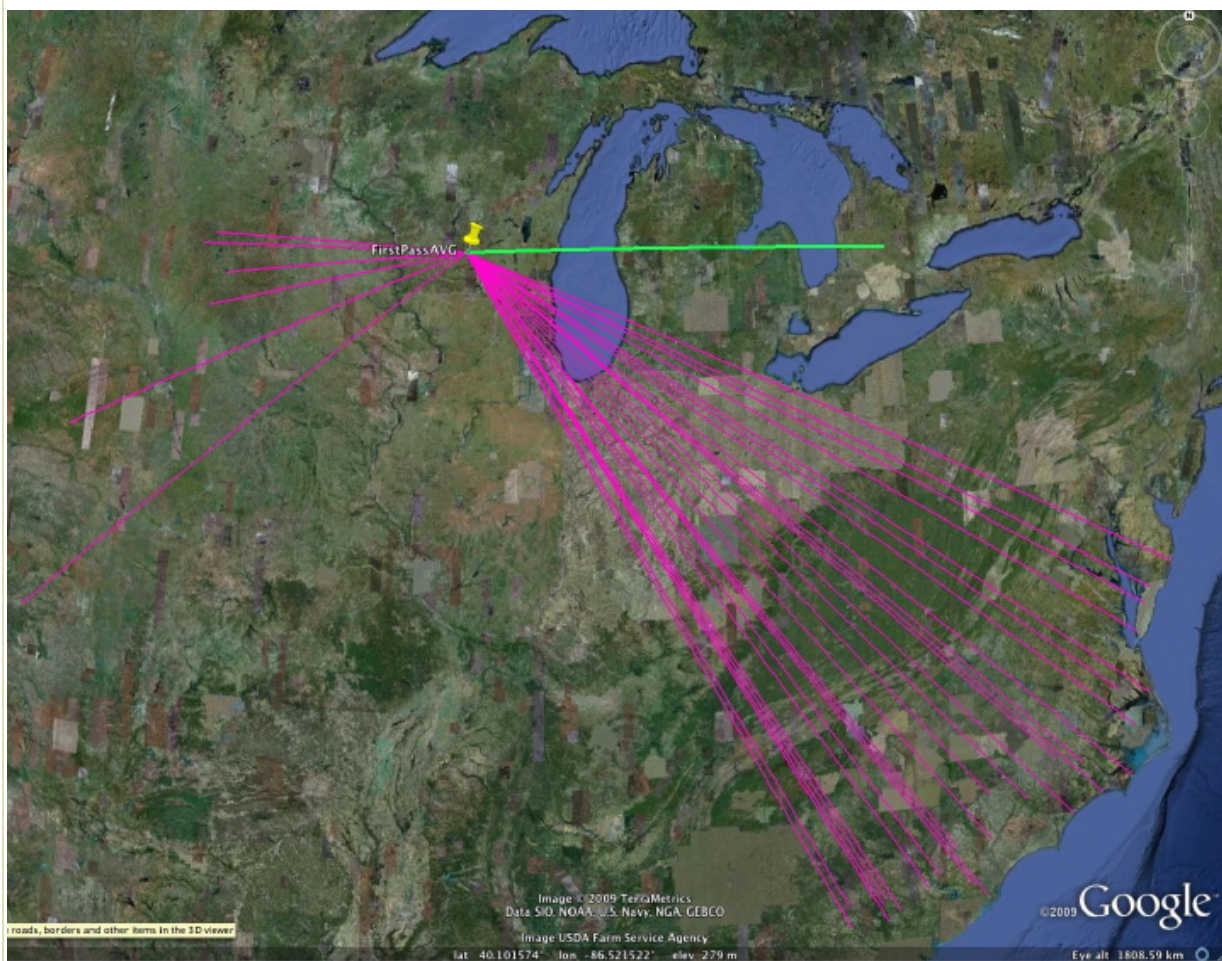 N
FirstPassAVG
Image © 2009 TerraMetrics
Data SIO, NOAA, U.S. Navy, NGA, GEBCO
©2009 Google
roads, borders and other items in the 3D viewer
Image USDA Farm Service Agency
lat 40.101574° lon -86.521522° elev 279 m
Eye alt 1808.59 km